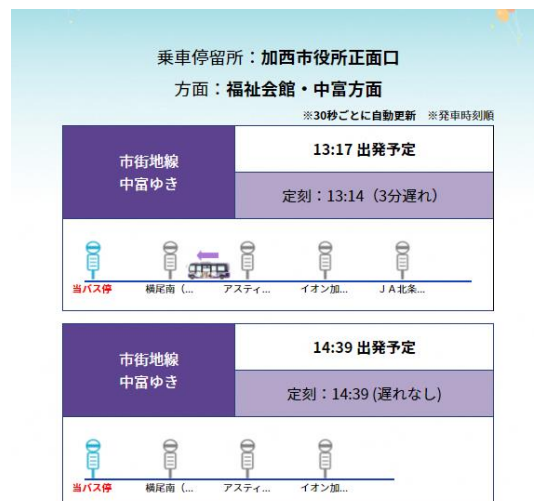 乗車停留所：加西市役所正面口
方面：福祉会館・中富方面
※30秒ごとに自動更新 ※発車時刻順
市街地線
中富ゆき
13:17 出発予定
定刻：13:14（3分遅れ）
当バス停 横尾南（... アスティ... イオン加... ＪＡ北条...
市街地線
中富ゆき
14:39 出発予定
定刻：14:39 (遅れなし)
当バス停 横尾南（... アスティ... イオン加...